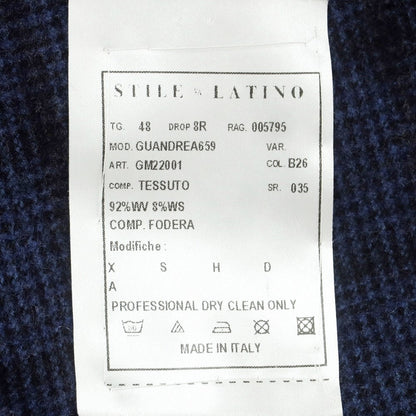 STILE LATINO
TG. 48 DROP 8R RAG. 005795
MOD. GUANDREA659 VAR.
ART. GM22001 COL. B26
COMP. TESSUTO SR. 035
92%WV 8%WS
COMP. FODERA
Modifiche :
X S H D
A
PROFESSIONAL DRY CLEAN ONLY
MADE IN ITALY